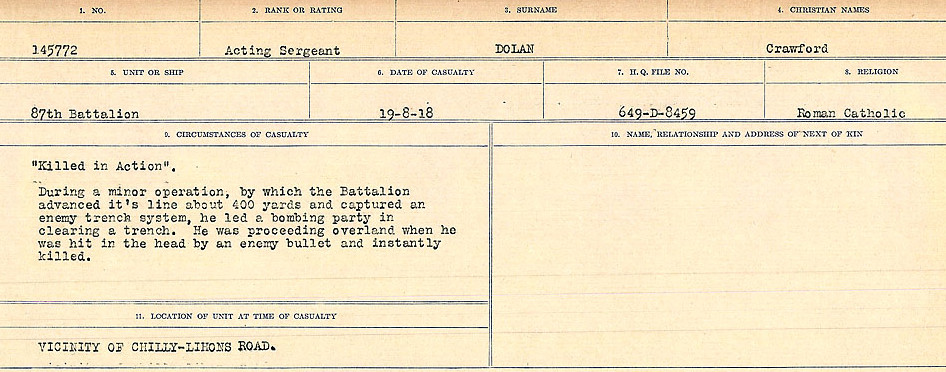 1. NO. 2. RANK OR RATING 3. SURNAME 4. CHRISTIAN NAMES
145772 Acting Sergeant DOLAN Crawford
5. UNIT OR SHIP 6. DATE OF CASUALTY 7. H. Q. FILE NO. 8. RELIGION
87th Battalion 19-8-18 649-D-8459 Roman Catholic
9. CIRCUMSTANCES OF CASUALTY 10. NAME, RELATIONSHIP AND ADDRESS OF NEXT OF KIN
"Killed in Action".
During a minor operation, by which the Battalion
advanced it's line about 400 yards and captured an
enemy trench system, he led a bombing party in
clearing a trench. He was proceeding overland when he
was hit in the head by an enemy bullet and instantly
killed.
11. LOCATION OF UNIT AT TIME OF CASUALTY
VICINITY OF CHILLY-LIHONS ROAD.